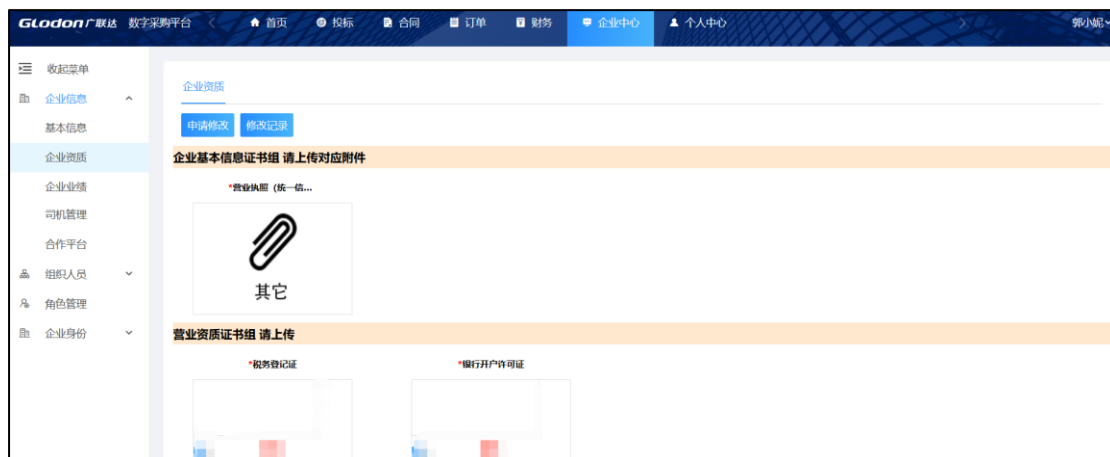 GLodon广联达 数字采购平台 首页 投标 合同 订单 财务 企业中心 个人中心 郭小妮
收起菜单
企业信息
基本信息
企业资质
企业业绩
司机管理
合作平台
组织人员
角色管理
企业身份
企业资质
申请修改 修改记录
企业基本信息证书组 请上传对应附件
*营业执照（统一信...
其它
营业资质证书组 请上传
*税务登记证 *银行开户许可证